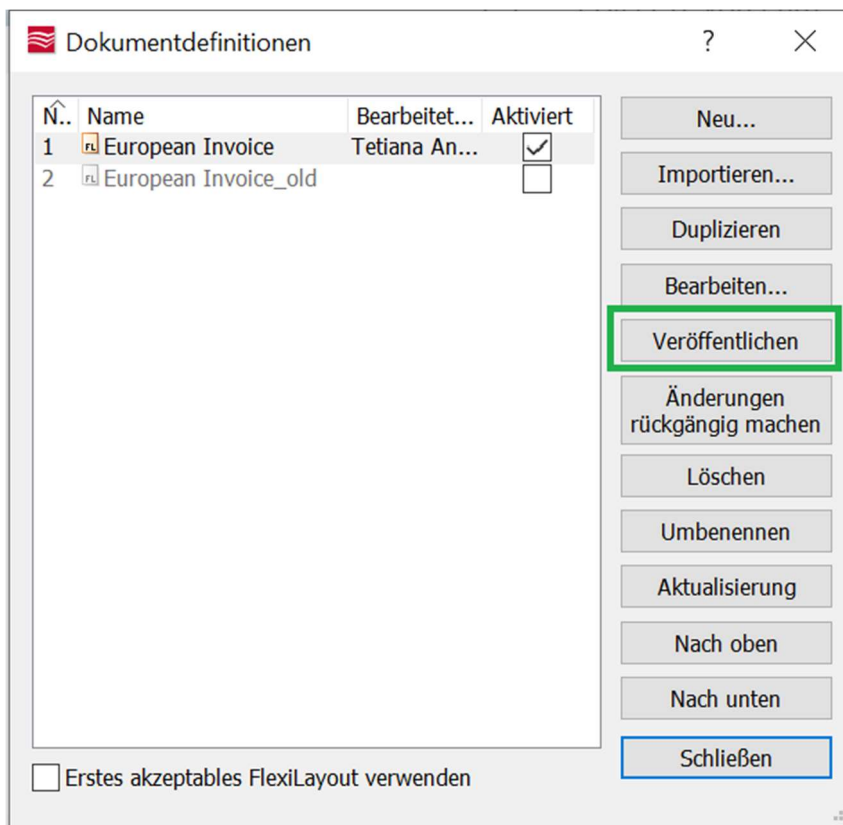 Dokumentdefinitionen ?
N.. Name Bearbeitet... Aktiviert
1 European Invoice Tetiana An...
2 European Invoice_old
Neu...
Importieren...
Duplizieren
Bearbeiten...
Veröffentlichen
Änderungen
rückgängig machen
Löschen
Umbenennen
Aktualisierung
Nach oben
Nach unten
Schließen
Erstes akzeptables FlexiLayout verwenden